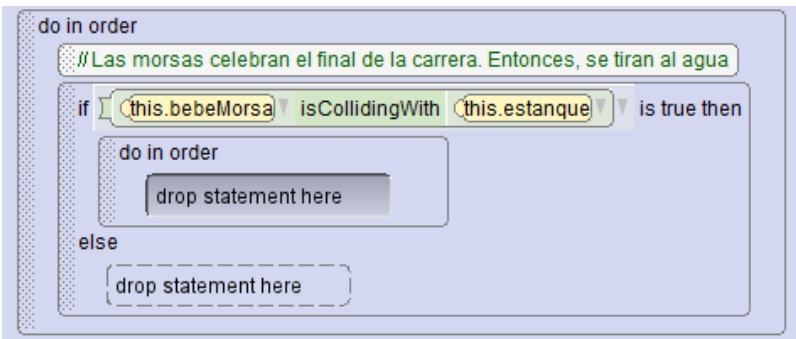 do in order
//Las morsas celebran el final de la carrera. Entonces, se tiran al agua
if this.bebeMorsa isCollidingWith this.estanque is true then
do in order
drop statement here
else
drop statement here